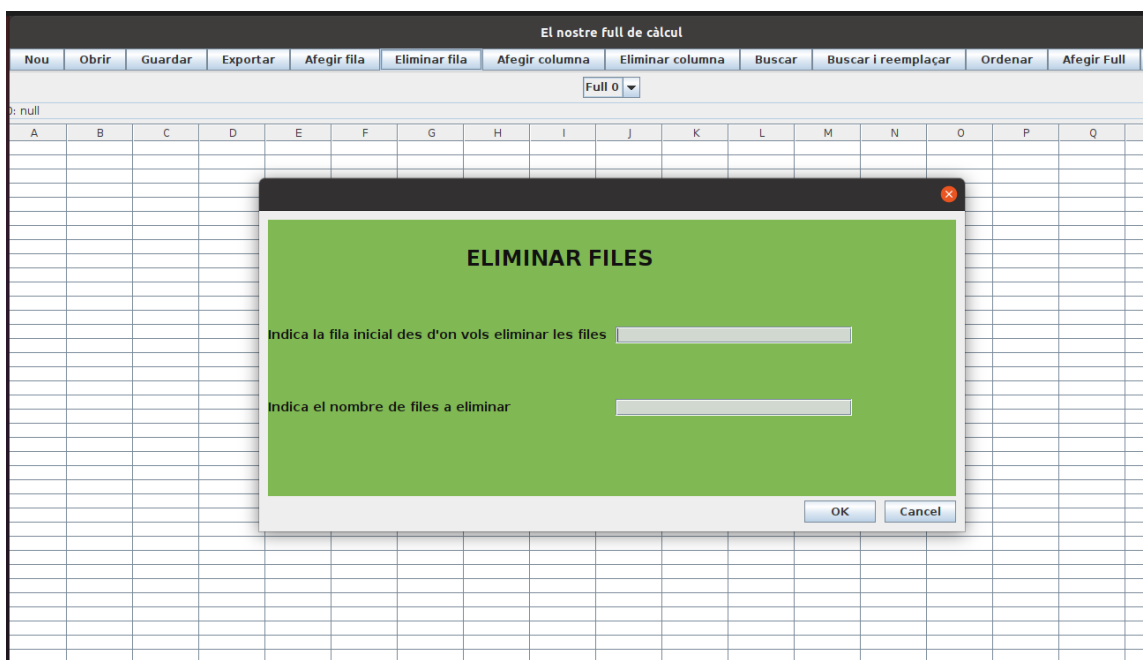 El nostre full de càlcul
Nou Obrir Guardar Exportar Afegir fila Eliminar fila Afegir columna Eliminar columna Buscar Buscar i reemplaçar Ordenar Afegir Full
Full 0
0: null
A B C D E F G H I J K L M N O P Q
ELIMINAR FILES
Indica la fila inicial des d'on vols eliminar les files
Indica el nombre de files a eliminar
OK Cancel